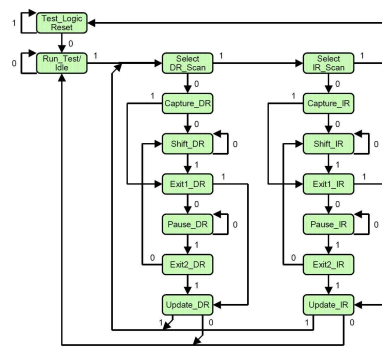 Test_Logic
Reset
1
0
Run_Test/
Idle
0
1
Select
DR_Scan
1
Select
IR_Scan
1
0
0
1
Capture_DR
1
Capture_IR
0
0
Shift_DR
0
Shift_IR
0
1
1
Exit1_DR
1
Exit1_IR
1
0
0
Pause_DR
0
Pause_IR
0
1
1
0
Exit2_DR
0
Exit2_IR
1
1
Update_DR
Update_IR
1
0
1
0